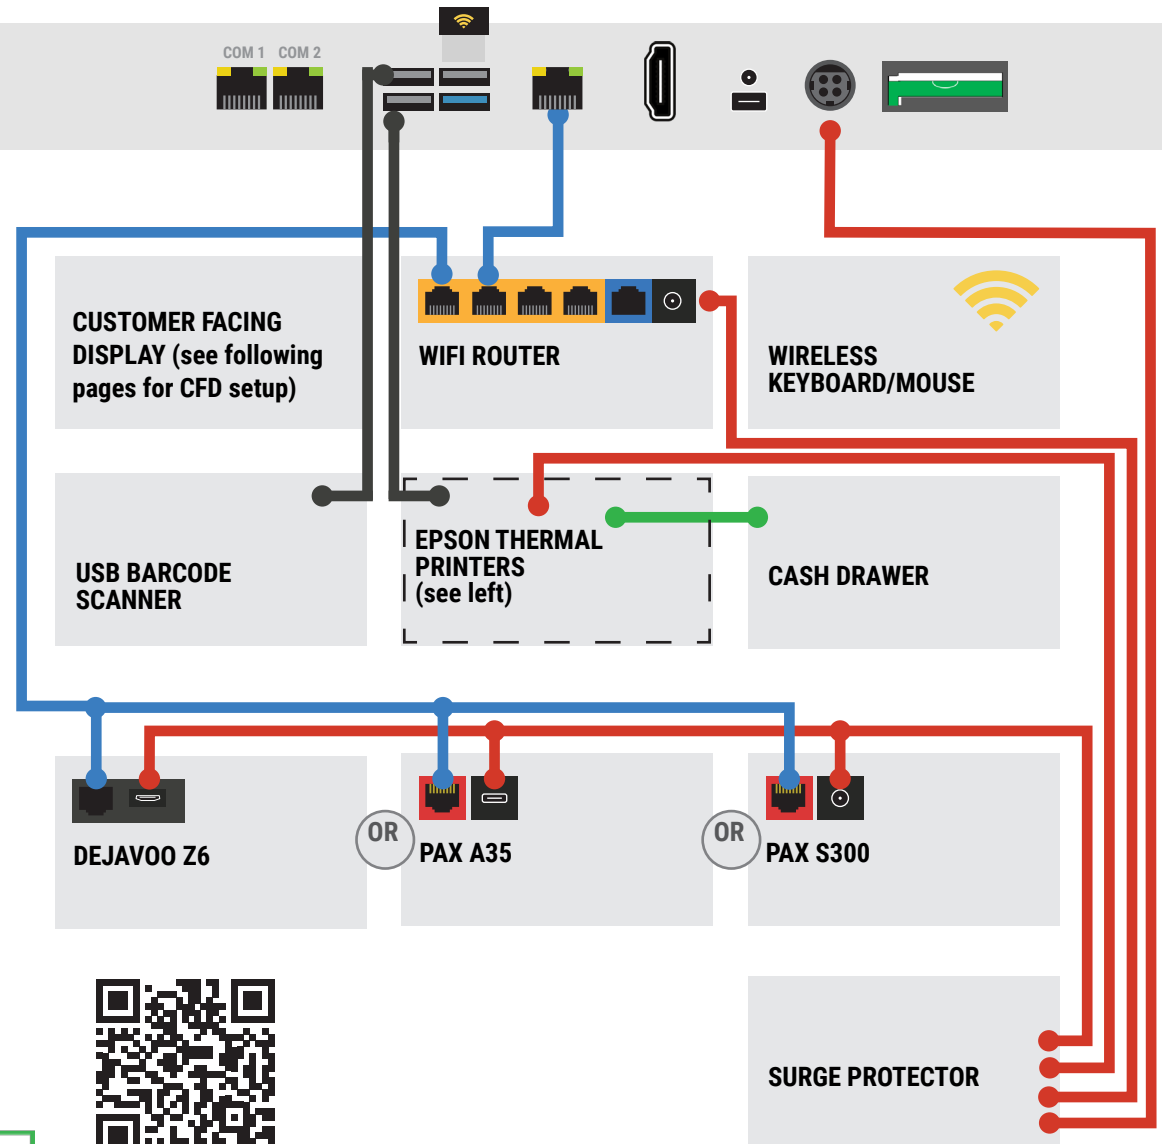 COM 1 COM 2
CUSTOMER FACING
DISPLAY (see following
pages for CFD setup)
WIFI ROUTER
WIRELESS
KEYBOARD/MOUSE
USB BARCODE
SCANNER
EPSON THERMAL
PRINTERS
(see left)
CASH DRAWER
DEJAVOO Z6
OR
PAX A35
OR
PAX S300
SURGE PROTECTOR